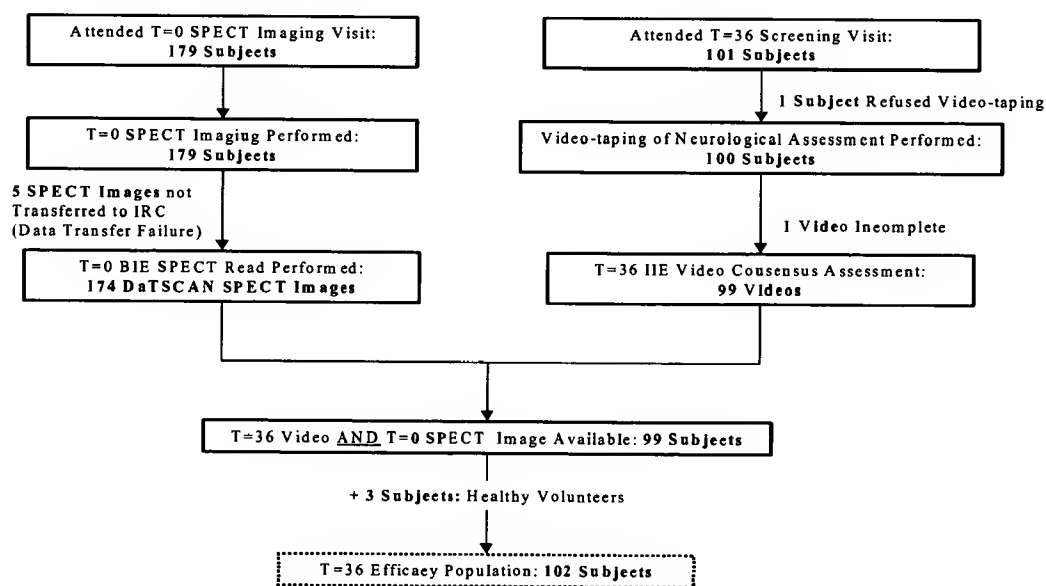 Attended T=0 SPECT Imaging Visit:
179 Subjects
T=0 SPECT Imaging Performed:
179 Subjects
5 SPECT Images not
Transferred to IRC
(Data Transfer Failure)
T=0 BIE SPECT Read Performed:
174 DaTSCAN SPECT Images
Attended T=36 Screening Visit:
101 Subjects
1 Subject Refused Video-taping
Video-taping of Neurological Assessment Performed:
100 Subjects
1 Video Incomplete
T=36 IIE Video Consensus Assessment:
99 Videos
T=36 Video AND T=0 SPECT Image Available: 99 Subjects
+ 3 Subjects: Healthy Volunteers
T=36 Efficacy Population: 102 Subjects